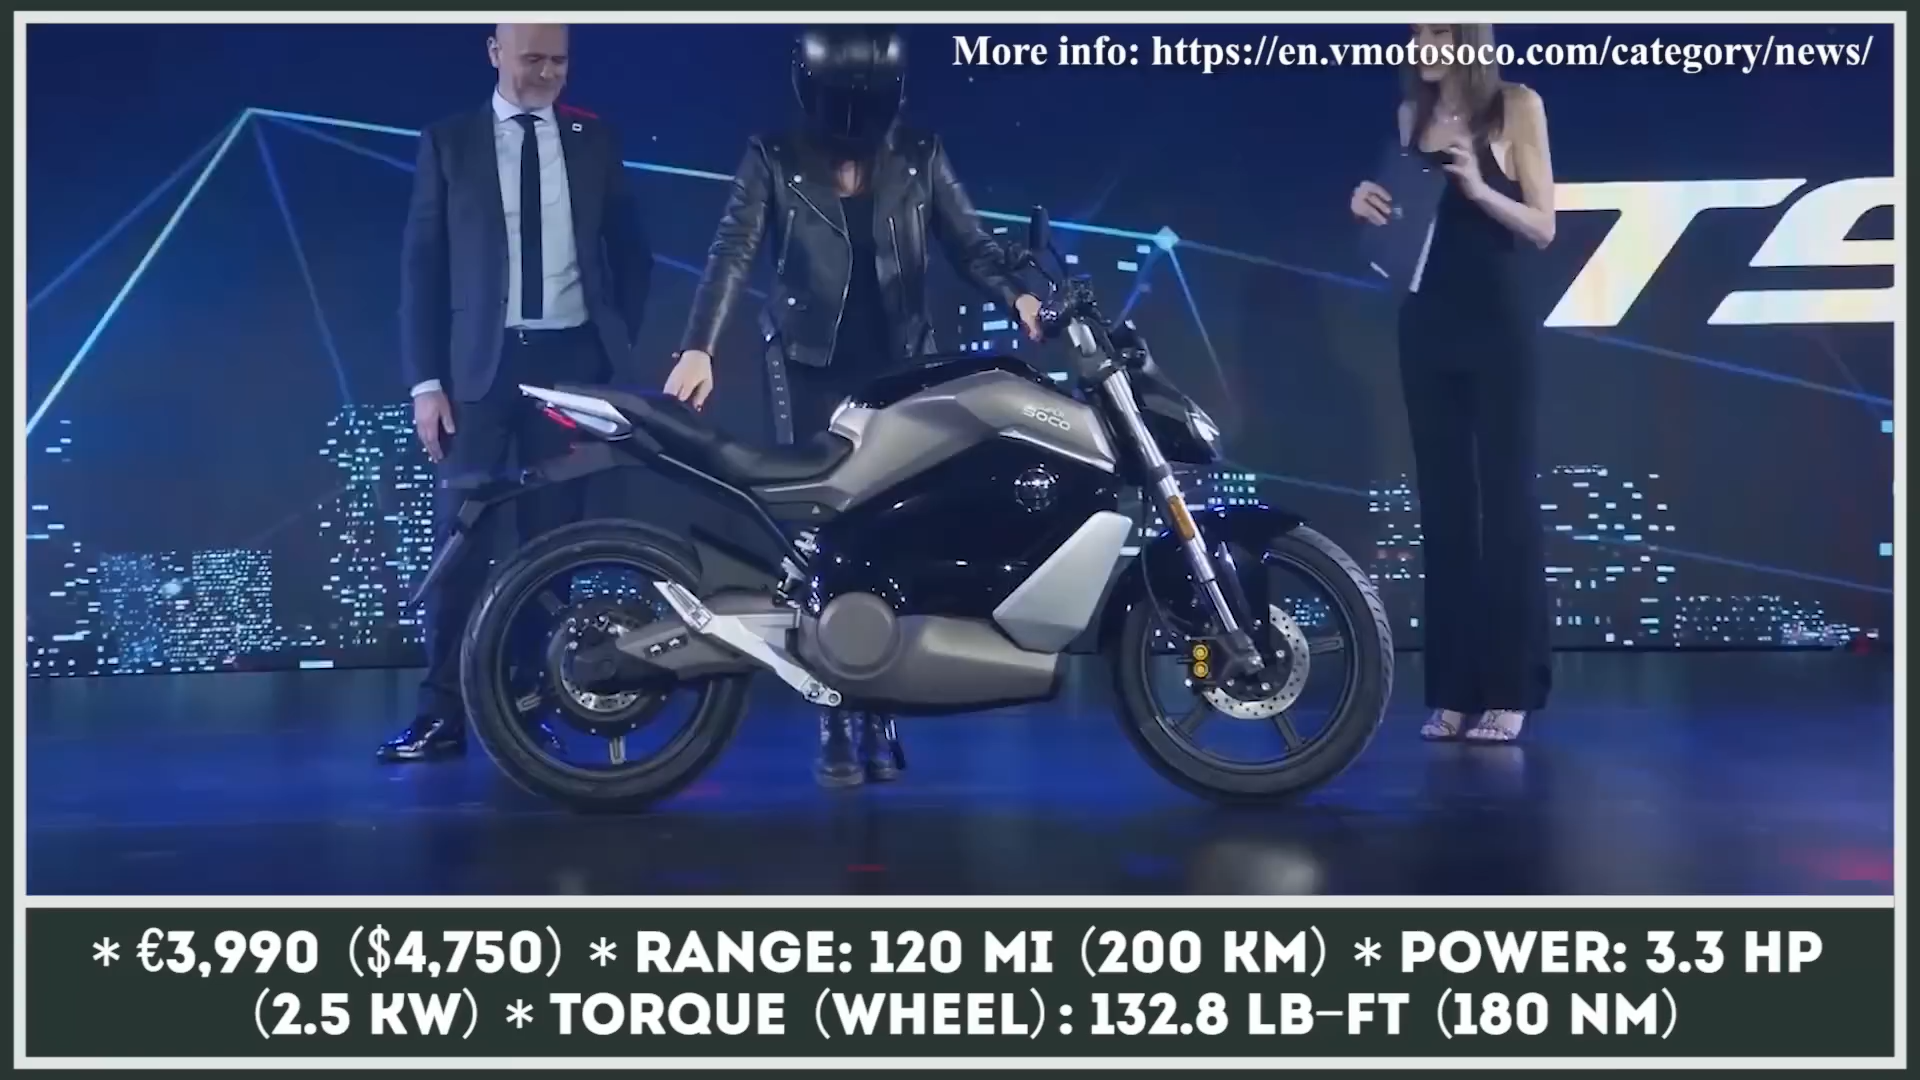 More info: https://en.vmotosoco.com/category/news/
TS
SOCO
* €3,990 ($4,750) * RANGE: 120 MI (200 KM) * POWER: 3.3 HP
(2.5 KW) * TORQUE (WHEEL): 132.8 LB-FT (180 NM)